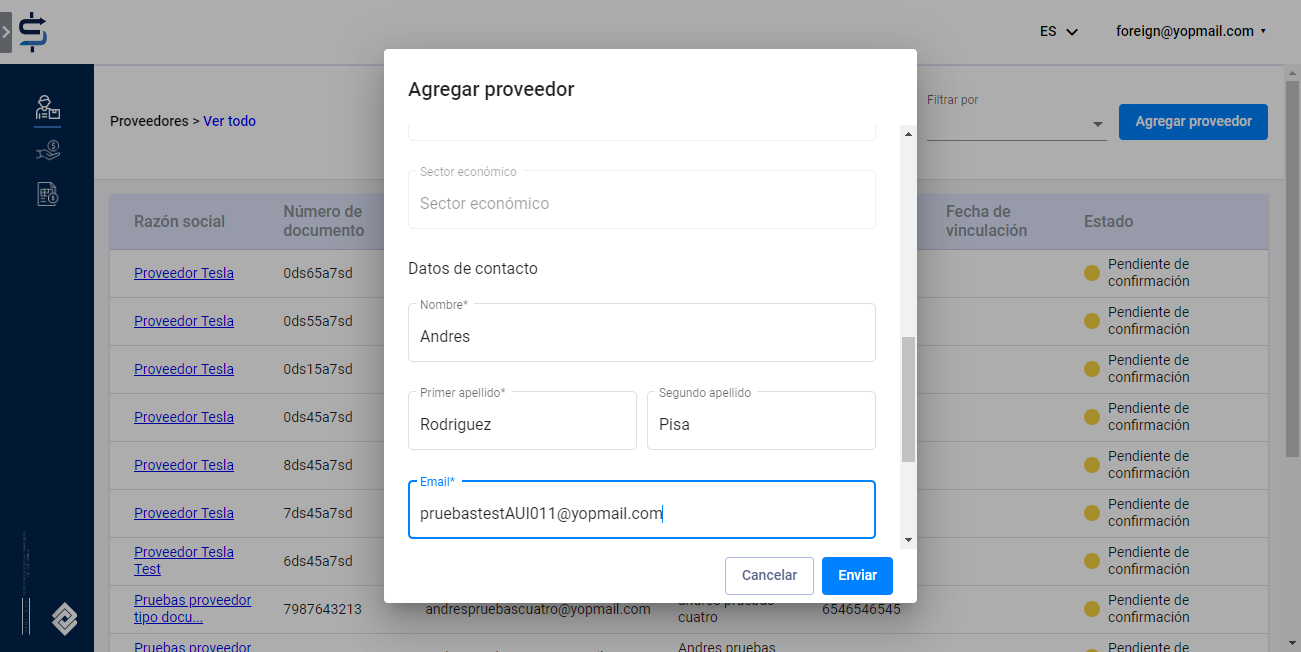 ES
foreign@yopmail.com
Agregar proveedor
Proveedores > Ver todo
Filtrar por
Agregar proveedor
Sector económico
Sector económico
Datos de contacto
Nombre*
Andres
Primer apellido*
Rodriguez
Segundo apellido
Pisa
Email*
pruebastestAUI011@yopmail.com
Cancelar
Enviar
Razón social
Número de
documento
Fecha de
vinculación
Estado
Proveedor Tesla
0ds65a7sd
Pendiente de
confirmación
Proveedor Tesla
0ds55a7sd
Pendiente de
confirmación
Proveedor Tesla
0ds15a7sd
Pendiente de
confirmación
Proveedor Tesla
0ds45a7sd
Pendiente de
confirmación
Proveedor Tesla
8ds45a7sd
Pendiente de
confirmación
Proveedor Tesla
7ds45a7sd
Pendiente de
confirmación
Proveedor Tesla
Test
6ds45a7sd
Pendiente de
confirmación
Pruebas proveedor
tipo docu...
7987643213
andrespruebascuatro@yopmail.com
andres pruebas
cuatro
6546546545
Pendiente de
confirmación
Pruebas proveedor
Andres pruebas
Pendiente de